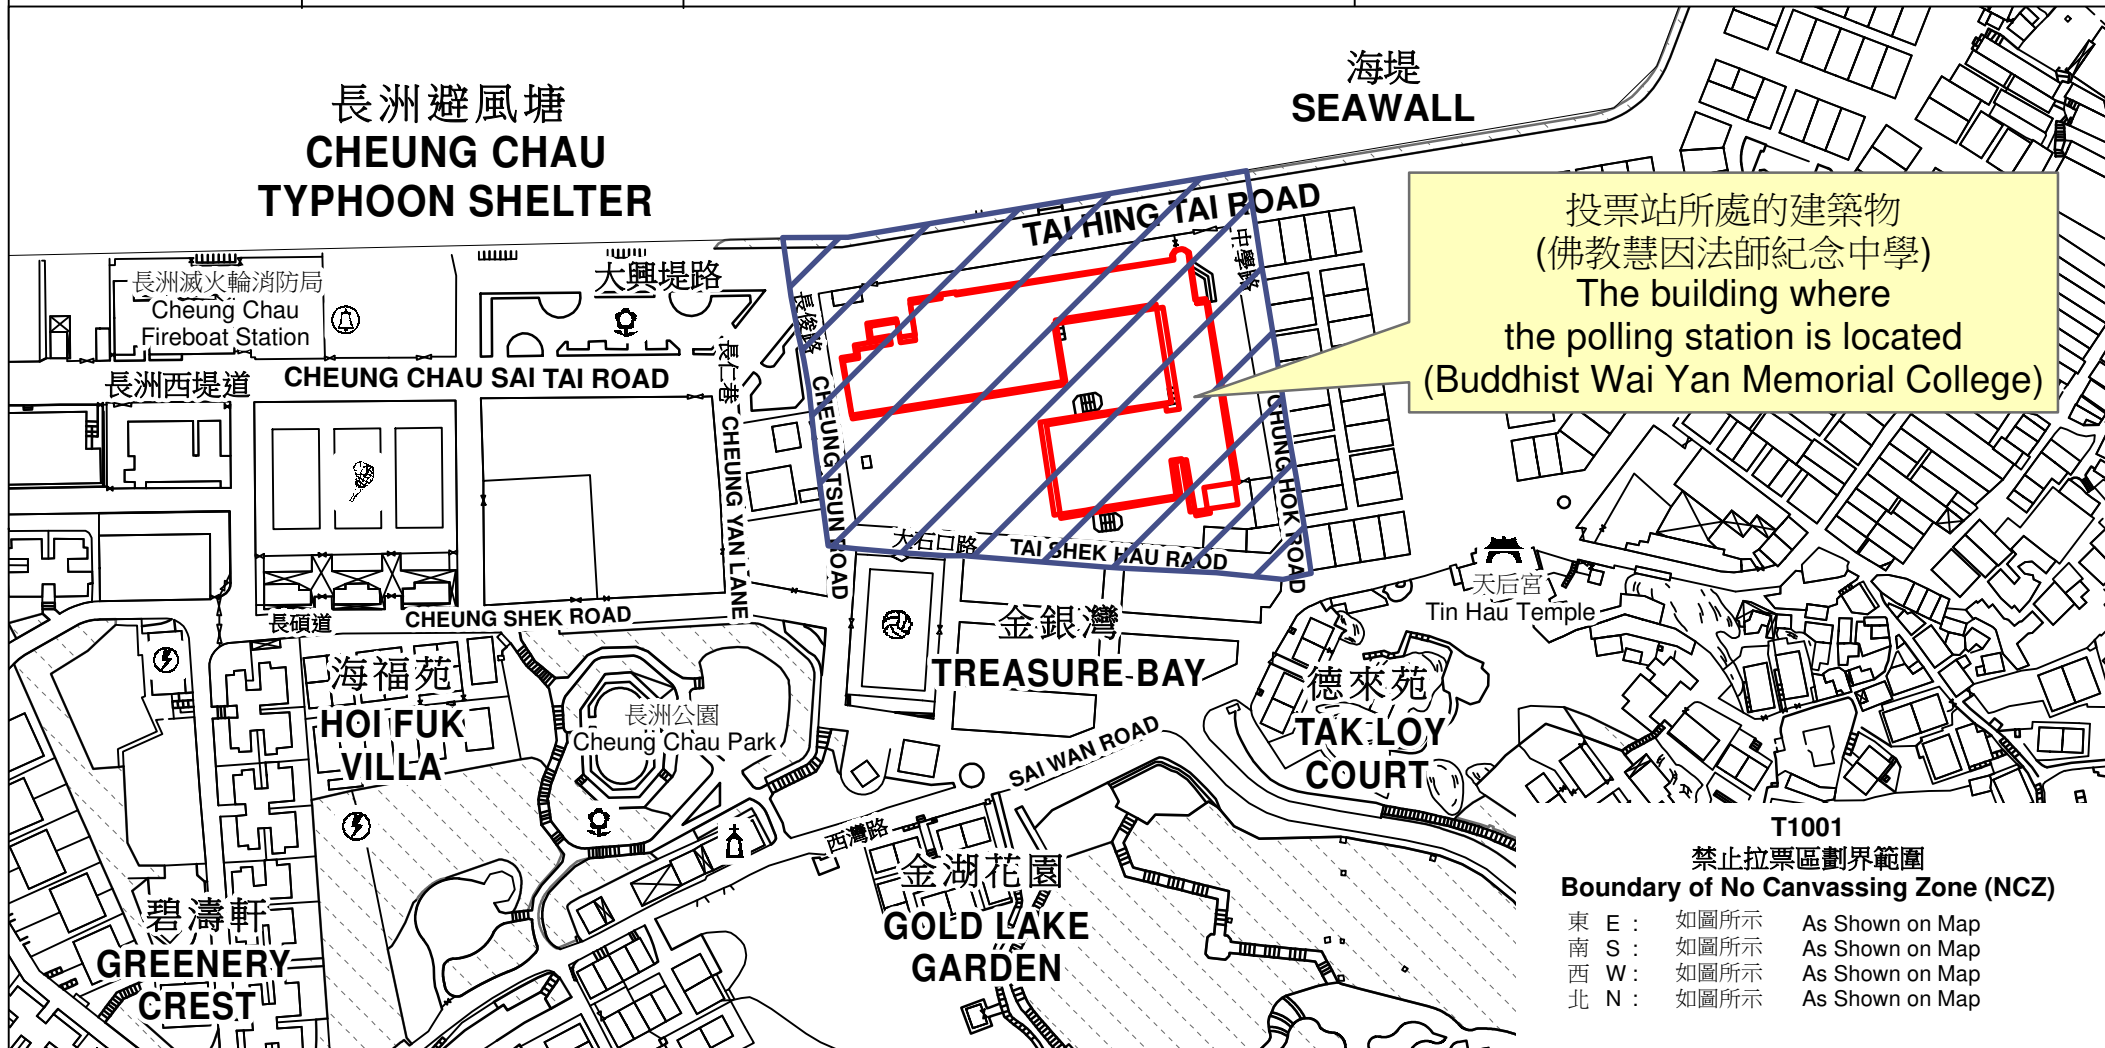 長洲避風塘
CHEUNG CHAU
TYPHOON SHELTER
海堤
SEAWALL
TAI HING TAI ROAD
大興堤路
長洲滅火輪消防局
Cheung Chau
Fireboat Station
長洲西堤道
CHEUNG CHAU SAI TAI ROAD
長仁巷
CHEUNG YAN LANE
長俊路
CHEUNG TSUN ROAD
中學路
CHUNG HOK ROAD
投票站所處的建築物
(佛教慧因法師紀念中學)
The building where
the polling station is located
(Buddhist Wai Yan Memorial College)
大石口路
TAI SHEK HAU RAOD
天后宮
Tin Hau Temple
長碩道
CHEUNG SHEK ROAD
金銀灣
TREASURE BAY
海福苑
HOI FUK
VILLA
長洲公園
Cheung Chau Park
德來苑
TAK LOY
COURT
SAI WAN ROAD
西灣路
金湖花園
GOLD LAKE
GARDEN
碧濤軒
GREENERY
CREST
T1001
禁止拉票區劃界範圍
Boundary of No Canvassing Zone (NCZ)
東 E : 如圖所示 As Shown on Map
南 S : 如圖所示 As Shown on Map
西 W : 如圖所示 As Shown on Map
北 N : 如圖所示 As Shown on Map